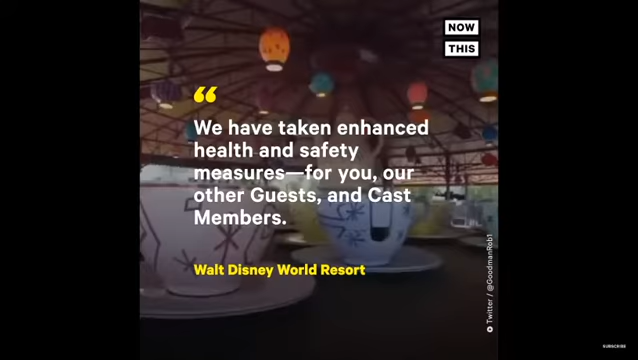 NOW
THIS
“
We have taken enhanced
health and safety
measures—for you, our
other Guests, and Cast
Members.
Walt Disney World Resort
Twitter / @GoodmanRob1
SUBSCRIBE